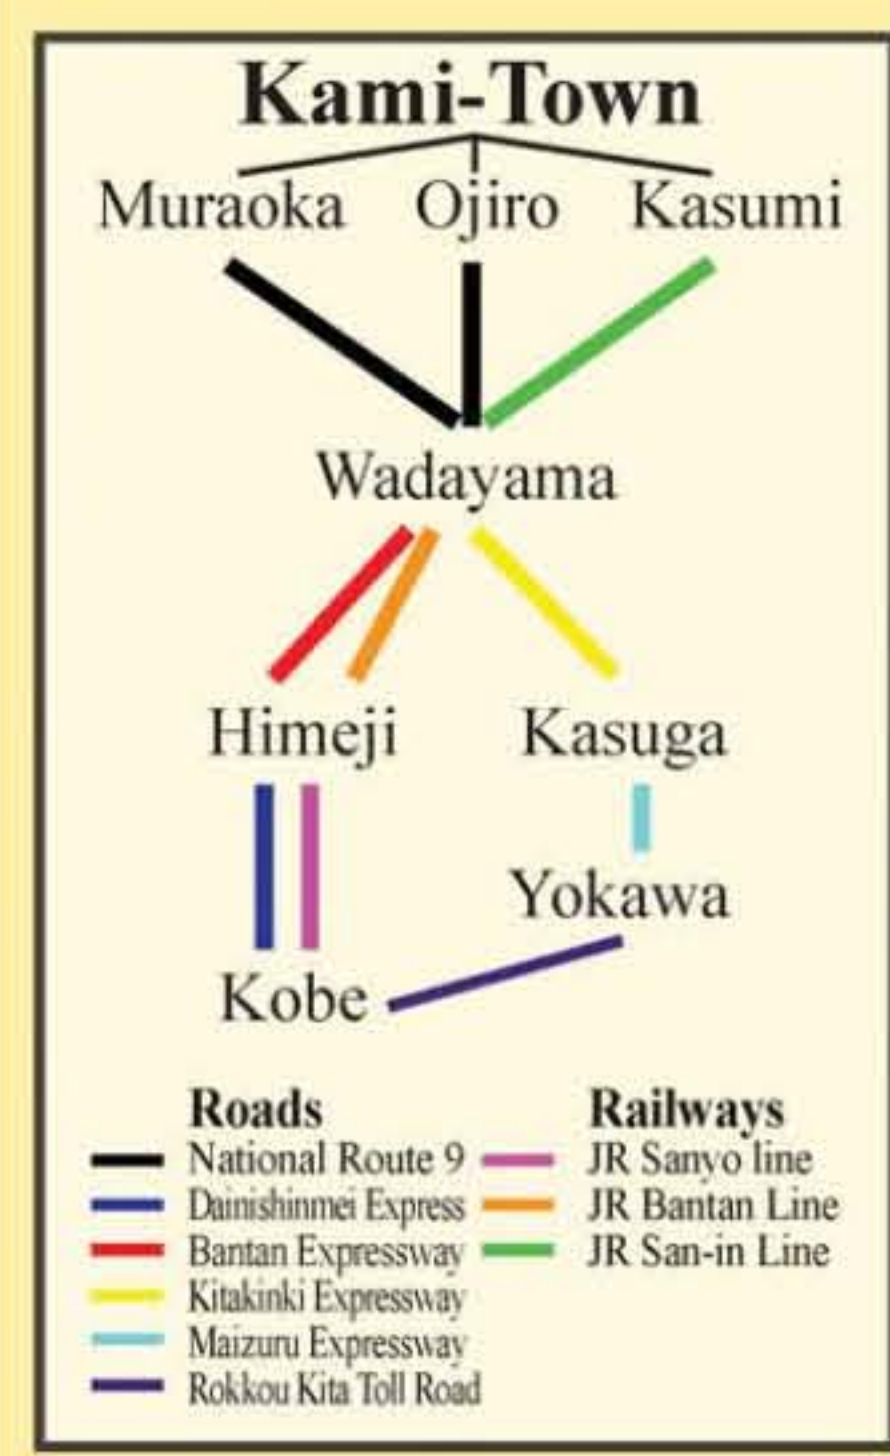 Kami-Town
Muraoka Ojiro Kasumi
Wadayama
Himeji Kasuga
Yokawa
Kobe
Roads
National Route 9
Dainishinmei Express
Bantan Expressway
Kitakinki Expressway
Maizuru Expressway
Rokkou Kita Toll Road
Railways
JR Sanyo line
JR Bantan Line
JR San-in Line